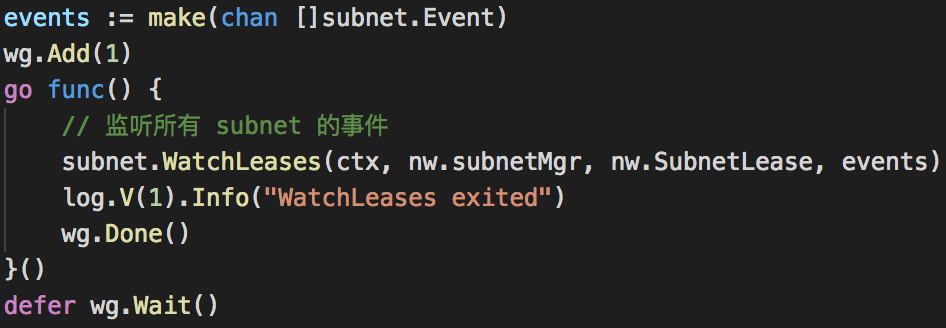 events := make(chan []subnet.Event)
wg.Add(1)
go func() {
    // 监听所有 subnet 的事件
    subnet.WatchLeases(ctx, nw.subnetMgr, nw.SubnetLease, events)
    log.V(1).Info("WatchLeases exited")
    wg.Done()
}()
defer wg.Wait()